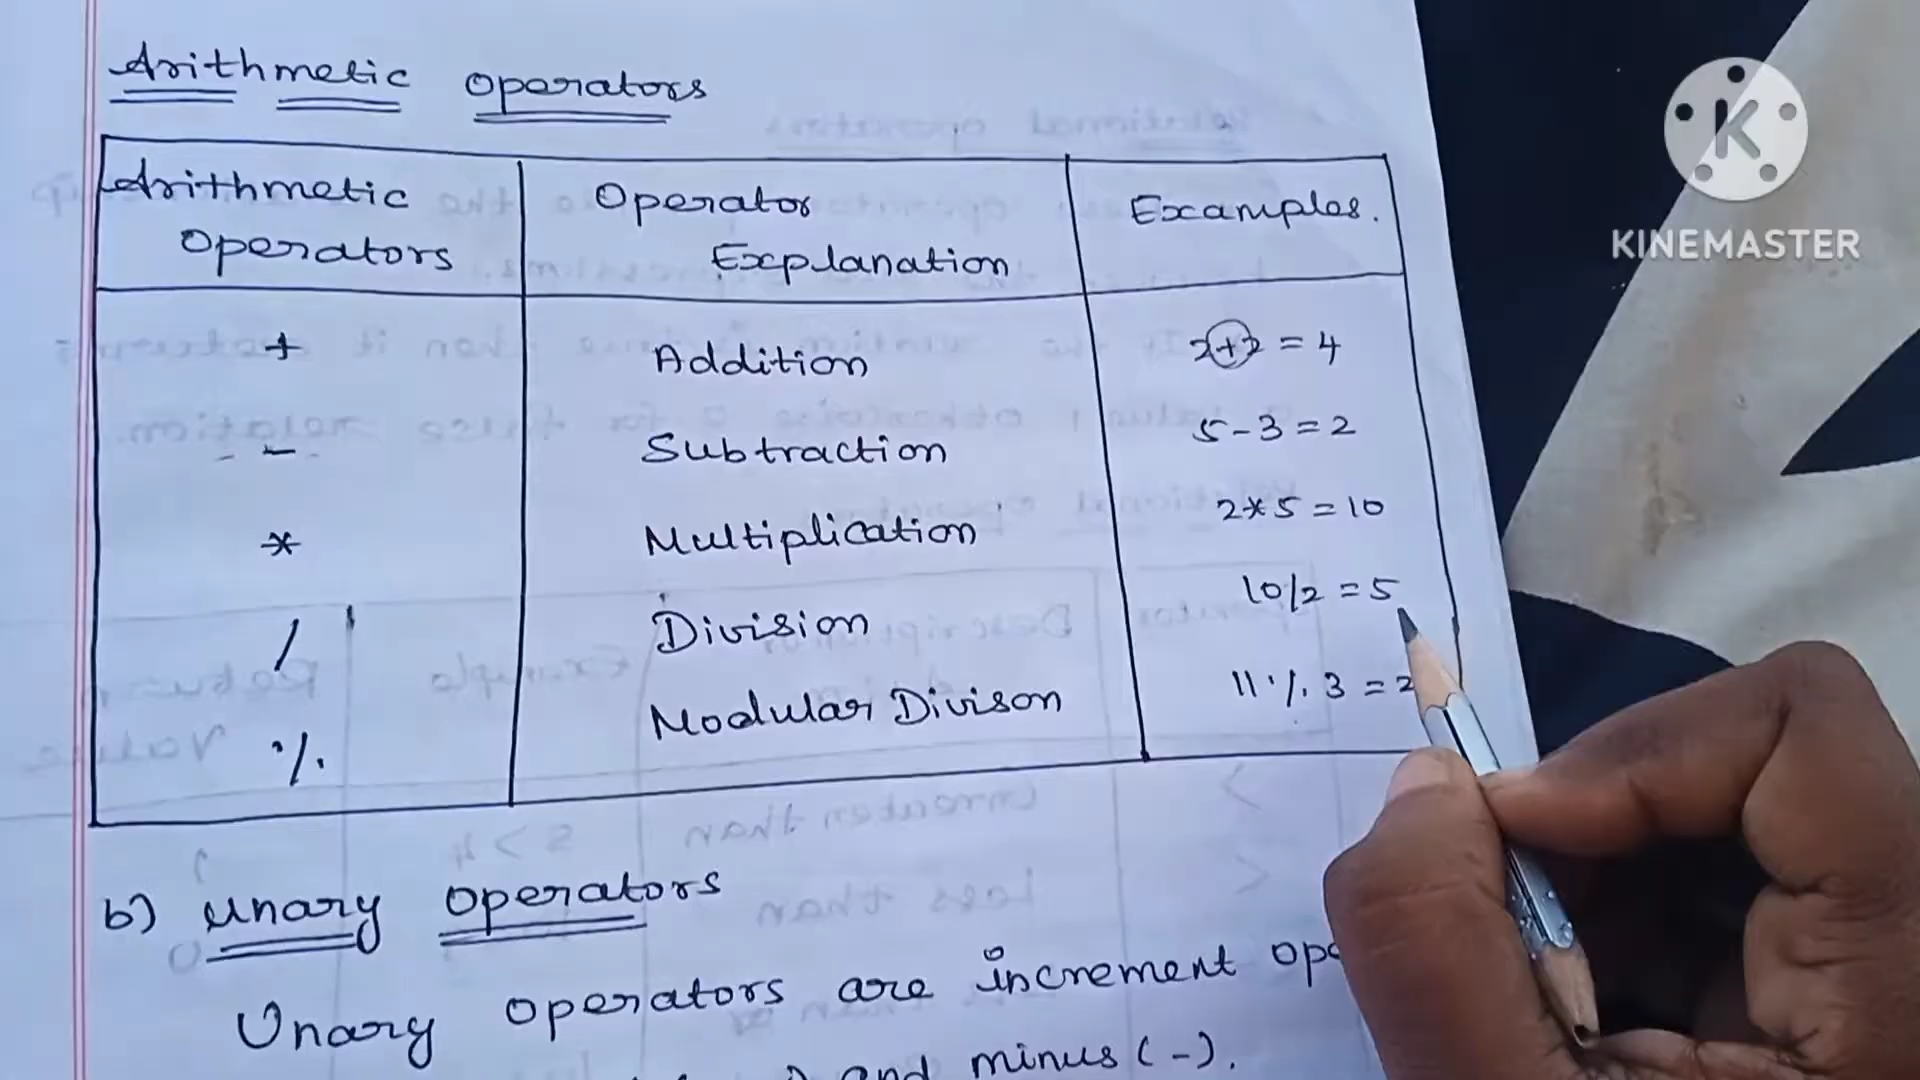 Arithmetic Operators
Arithmetic Operators
Operator Explanation
Examples.
+
Addition
2+2 = 4
-
Subtraction
5-3=2
*
Multiplication
2*5=10
/
Division
10/2 = 5
%
Modular Divison
11 % 3 = 2
b) Unary Operators
Unary operators are increment
and minus (-).
KINEMASTER